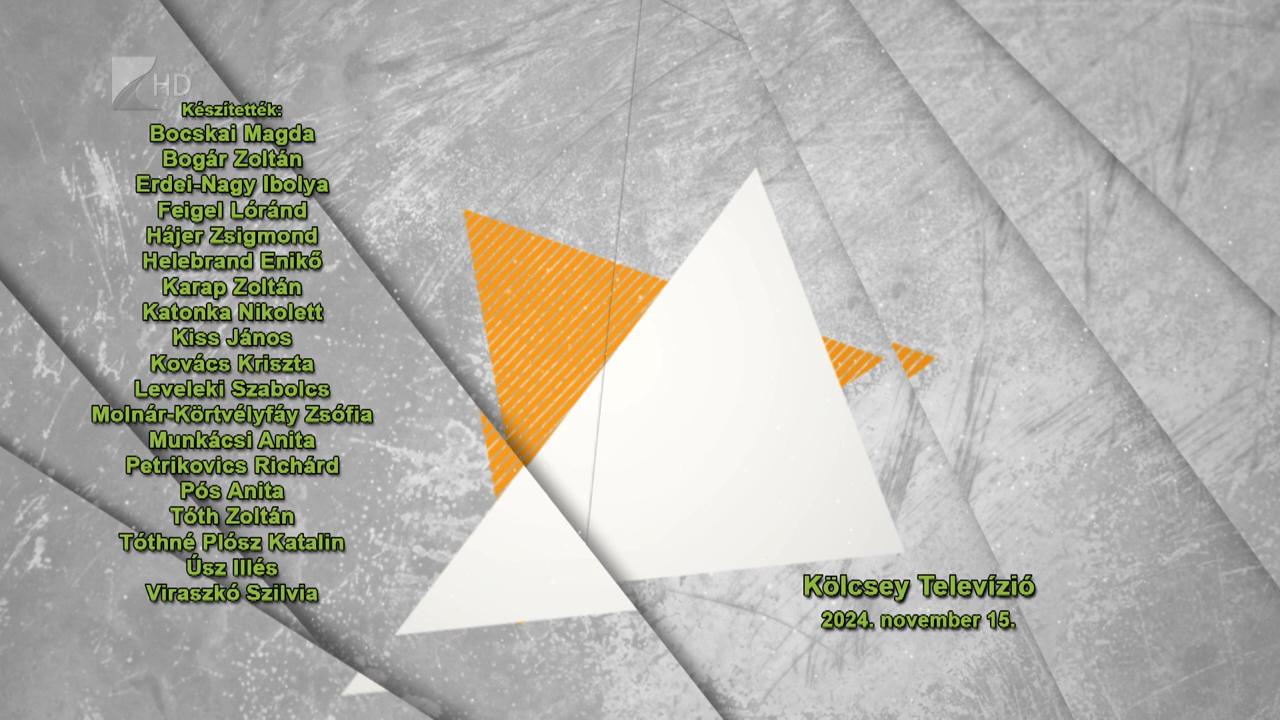 HD
Készítették:
Bocskai Magda
Bogár Zoltán
Erdei-Nagy Ibolya
Feigel Lóránd
Hájer Zsigmond
Helebrand Enikő
Karap Zoltán
Katonka Nikolett
Kiss János
Kovács Kriszta
Leveleki Szabolcs
Molnár-Körtvélyfáy Zsófia
Munkácsi Anita
Petrikovics Richárd
Pós Anita
Tóth Zoltán
Tóthné Plósz Katalin
Úsz Illés
Viraszkó Szilvia
Kölcsey Televízió
2024. november 15.